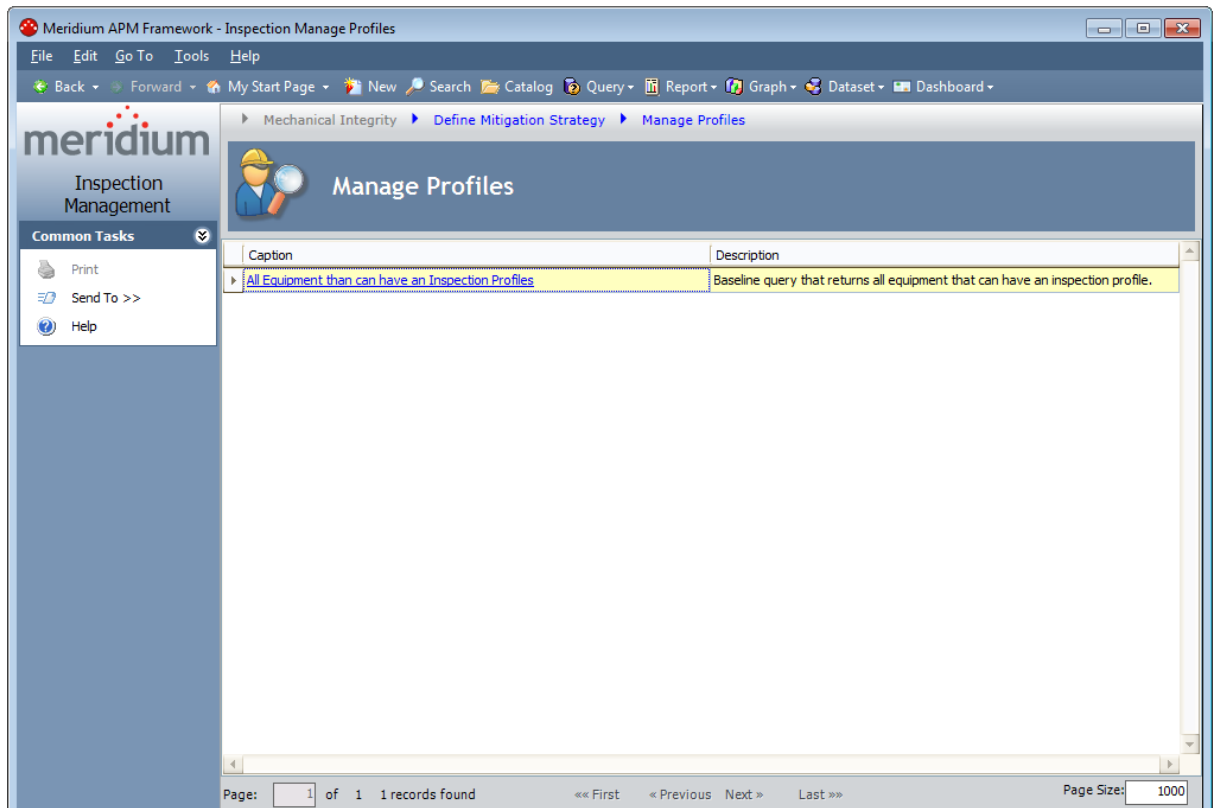 Meridium APM Framework - Inspection Manage Profiles
File Edit Go To Tools Help
Back Forward My Start Page New Search Catalog Query Report Graph Dataset Dashboard
meridium
Inspection
Management
Common Tasks
Print
Send To >>
Help
Mechanical Integrity Define Mitigation Strategy Manage Profiles
Manage Profiles
Caption Description
All Equipment than can have an Inspection Profiles Baseline query that returns all equipment that can have an inspection profile.
Page: 1 of 1 1 records found «« First « Previous Next » Last »» Page Size: 1000